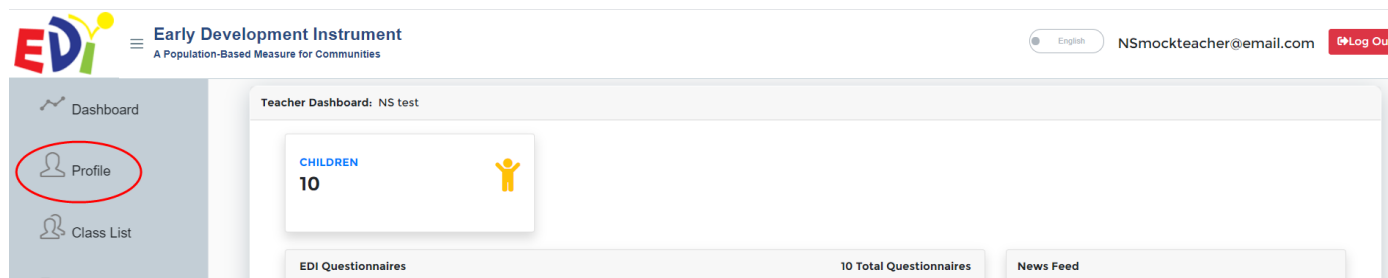 EDi
Early Development Instrument
A Population-Based Measure for Communities
English
NSmockteacher@email.com
Log Ou
Dashboard
Profile
Class List
Teacher Dashboard: NS test
CHILDREN
10
EDI Questionnaires
10 Total Questionnaires
News Feed